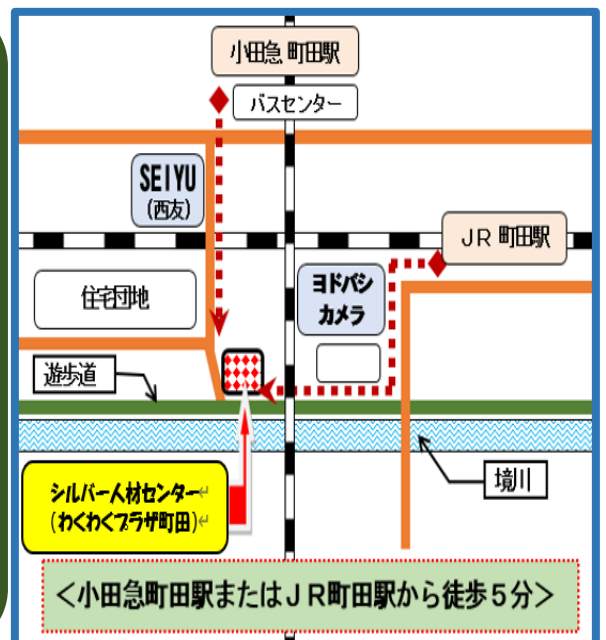 小田急 町田駅
バスセンター
SEIYU
(西友)
JR 町田駅
ヨドバシ
カメラ
住宅団地
遊歩道
境川
シルバー人材センター↵
(わくわくプラザ町田)↵
＜小田急町田駅またはＪＲ町田駅から徒歩５分＞